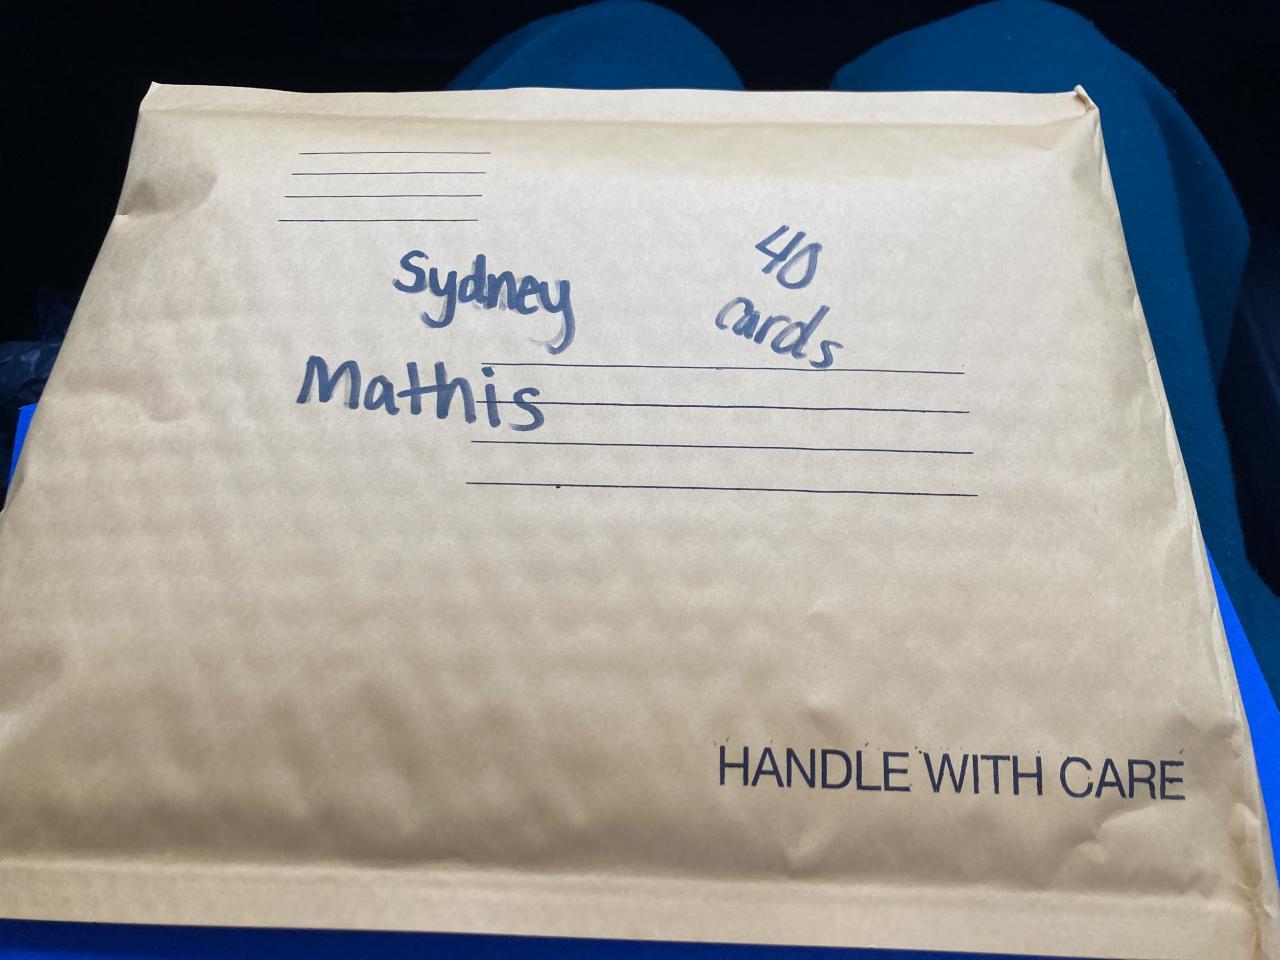 Sydney
Mathis
40
cards
HANDLE WITH CARE